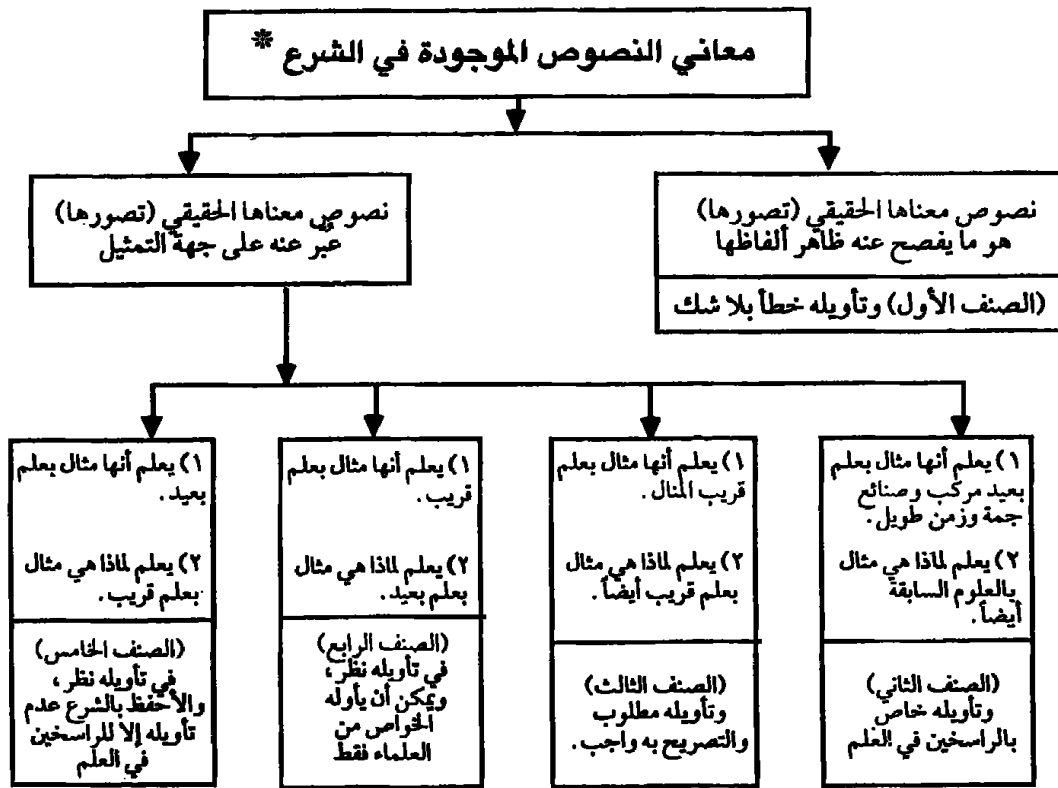 معاني النصوص الموجودة في الشرع *
نصوص معناها الحقيقي (تصورها)
هو ما يفصح عنه ظاهر ألفاظها
(الصنف الأول) وتأويله خطأ بلا شك
نصوص معناها الحقيقي (تصورها)
عُبّر عنه على جهة التمثيل
١) يعلم أنها مثال بعلم
بعيد مركب وصنائع
جمة وزمن طويل.
٢) يعلم لماذا هي مثال
بالعلوم السابقة
أيضاً.
(الصنف الثاني)
وتأويله خاص
بالراسخين في العلم
١) يعلم أنها مثال بعلم
قريب المنال.
٢) يعلم لماذا هي مثال
بعلم قريب أيضاً.
(الصنف الثالث)
وتأويله مطلوب
والتصريح به واجب.
١) يعلم أنها مثال بعلم
قريب.
٢) يعلم لماذا هي مثال
بعلم بعيد.
(الصنف الرابع)
في تأويله نظر،
ويمكن أن يأوله
الخواص من
العلماء فقط
١) يعلم أنها مثال بعلم
بعيد.
٢) يعلم لماذا هي مثال
بعلم قريب.
(الصنف الخامس)
في تأويله نظر،
والأحفظ بالشرع عدم
تأويله إلا للراسخين
في العلم